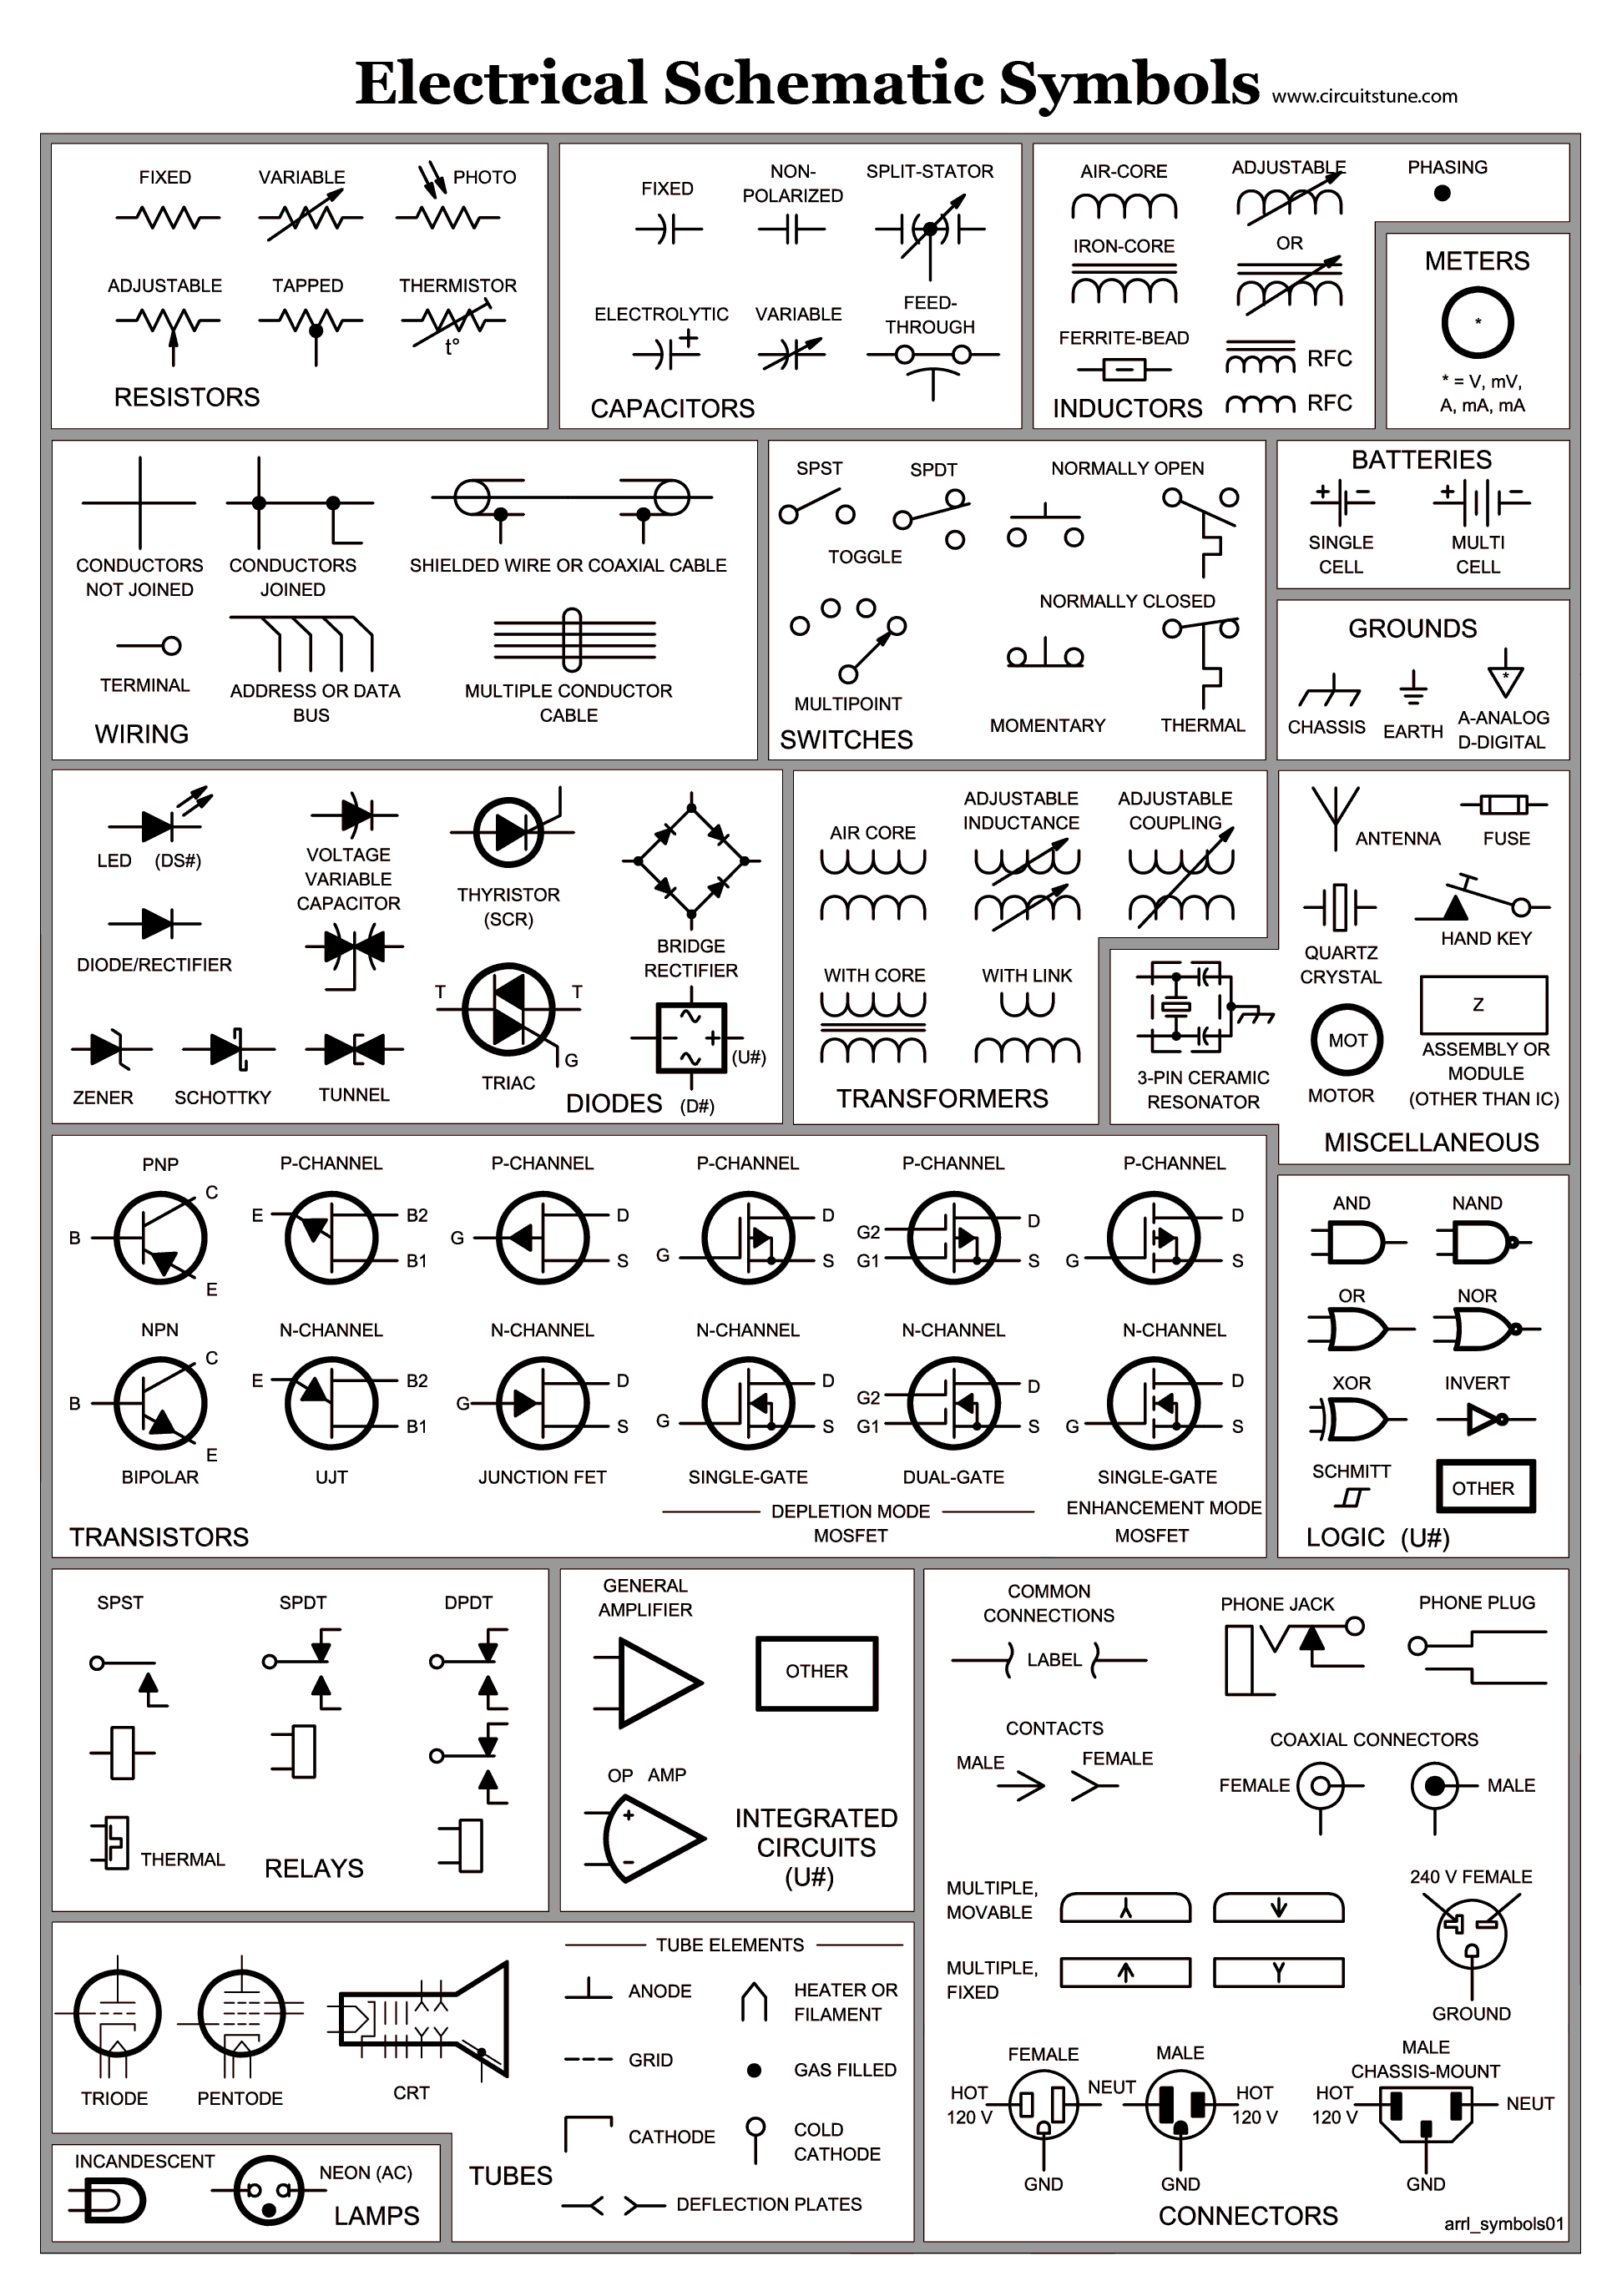 Electrical Schematic Symbols www.circuitstune.com
FIXED
VARIABLE
PHOTO
ADJUSTABLE
TAPPED
THERMISTOR
t°
RESISTORS
FIXED
NON-
POLARIZED
SPLIT-STATOR
ELECTROLYTIC
+
VARIABLE
FEED-
THROUGH
CAPACITORS
AIR-CORE
ADJUSTABLE
PHASING
IRON-CORE
OR
FERRITE-BEAD
RFC
RFC
INDUCTORS
METERS
*
* = V, mV,
A, mA, mA
CONDUCTORS
NOT JOINED
CONDUCTORS
JOINED
SHIELDED WIRE OR COAXIAL CABLE
TERMINAL
ADDRESS OR DATA
BUS
MULTIPLE CONDUCTOR
CABLE
WIRING
SPST
SPDT
NORMALLY OPEN
TOGGLE
NORMALLY CLOSED
MULTIPOINT
MOMENTARY
THERMAL
SWITCHES
BATTERIES
+ −
+ −
SINGLE
CELL
MULTI
CELL
GROUNDS
*
CHASSIS
EARTH
A-ANALOG
D-DIGITAL
LED (DS#)
VOLTAGE
VARIABLE
CAPACITOR
THYRISTOR
(SCR)
DIODE/RECTIFIER
BRIDGE
RECTIFIER
T T
G
+
(U#)
ZENER
SCHOTTKY
TUNNEL
TRIAC
DIODES (D#)
AIR CORE
ADJUSTABLE
INDUCTANCE
ADJUSTABLE
COUPLING
WITH CORE
WITH LINK
TRANSFORMERS
3-PIN CERAMIC
RESONATOR
ANTENNA
FUSE
QUARTZ
CRYSTAL
HAND KEY
MOT
MOTOR
Z
ASSEMBLY OR
MODULE
(OTHER THAN IC)
MISCELLANEOUS
PNP
P-CHANNEL
P-CHANNEL
P-CHANNEL
P-CHANNEL
P-CHANNEL
B C E
E B2 B1
G D S
G D S
G2 G1 D S
G D S
NPN
N-CHANNEL
N-CHANNEL
N-CHANNEL
N-CHANNEL
N-CHANNEL
B C E
E B2 B1
G D S
G D S
G2 G1 D S
G D S
BIPOLAR
UJT
JUNCTION FET
SINGLE-GATE
DUAL-GATE
SINGLE-GATE
DEPLETION MODE
MOSFET
ENHANCEMENT MODE
MOSFET
TRANSISTORS
AND
NAND
OR
NOR
XOR
INVERT
SCHMITT
OTHER
LOGIC (U#)
SPST
SPDT
DPDT
THERMAL
RELAYS
GENERAL
AMPLIFIER
OTHER
OP AMP
+
−
INTEGRATED
CIRCUITS
(U#)
COMMON
CONNECTIONS
LABEL
PHONE JACK
PHONE PLUG
CONTACTS
MALE
FEMALE
COAXIAL CONNECTORS
FEMALE
MALE
MULTIPLE,
MOVABLE
MULTIPLE,
FIXED
240 V FEMALE
GROUND
FEMALE
HOT
120 V
NEUT
GND
MALE
HOT
120 V
GND
MALE
CHASSIS-MOUNT
HOT
120 V
NEUT
GND
CONNECTORS
arrl_symbols01
TRIODE
PENTODE
CRT
TUBE ELEMENTS
ANODE
HEATER OR
FILAMENT
GRID
GAS FILLED
CATHODE
COLD
CATHODE
DEFLECTION PLATES
TUBES
INCANDESCENT
NEON (AC)
LAMPS